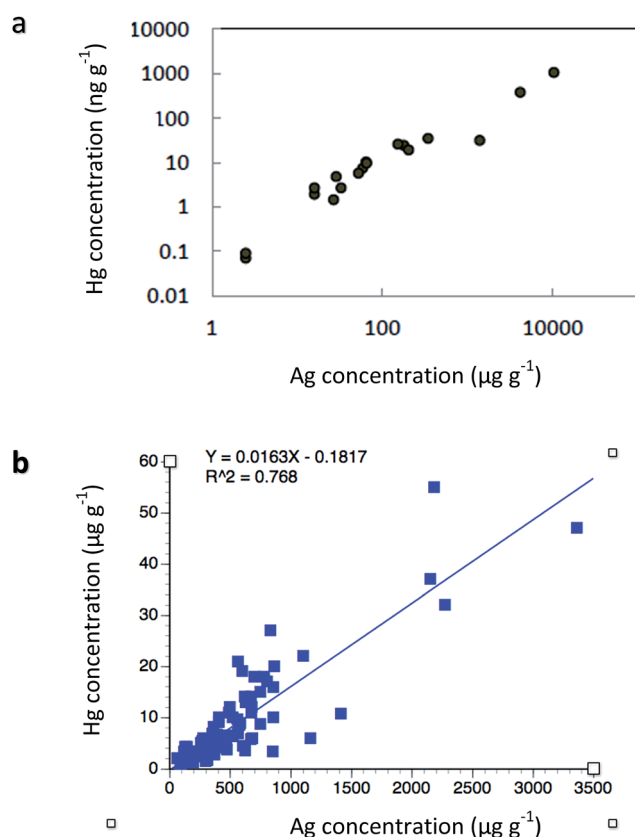 a
Hg concentration (ng g⁻¹)
10000
1000
100
10
1
0.1
0.01
1 100 10000
Ag concentration (µg g⁻¹)
b
Y = 0.0163X - 0.1817
R^2 = 0.768
Hg concentration (µg g⁻¹)
60
50
40
30
20
10
0
0 500 1000 1500 2000 2500 3000 3500
Ag concentration (µg g⁻¹)